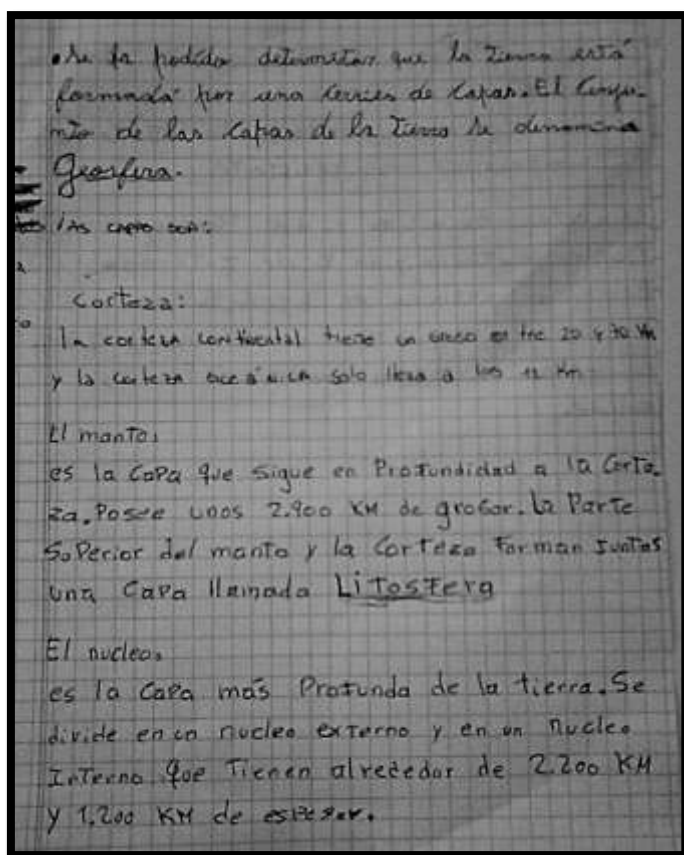 • Se ha podido determinar que la Tierra está
formada por una serries de capas. El Conju-
nto de las Capas de la Tierra se denomina
Geosfera.
las capas son:
Corteza:
la corteza continental tiene un groso entre 20 y 70 KM
y la corteza oceánica solo llega a los 12 Km
El manto:
es la Capa que sigue en Profundidad a la Corte-
za. Posee unos 2.900 KM de grosor. la Parte
Superior del manto y la Corteza Forman Juntas
una Capa llamada Litosfera
El nucleo:
es la Capa más Profunda de la tierra. Se
divide en un nucleo externo y en un nucleo
Interno que Tienen alrededor de 2.200 KM
y 1.200 KM de espesor.